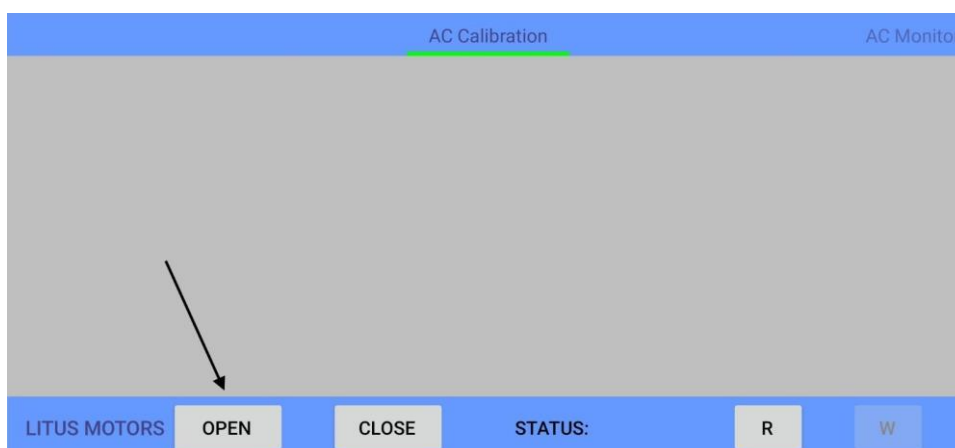 AC Calibration AC Monito
LITUS MOTORS OPEN CLOSE STATUS: R W